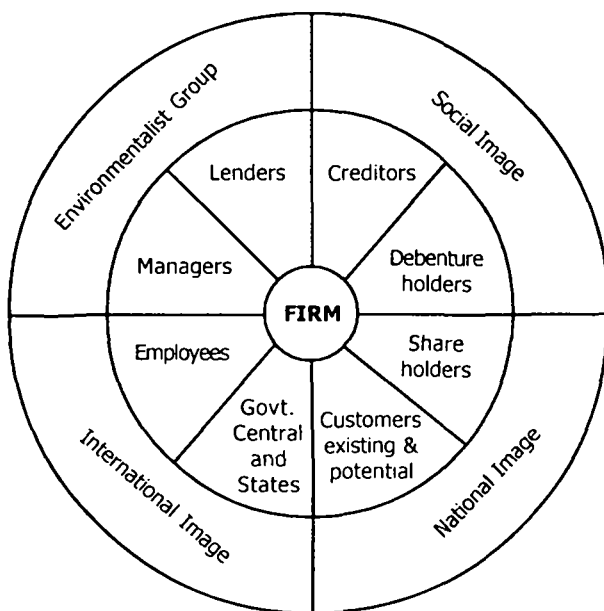 Environmentalist Group
Social Image
Lenders
Creditors
Managers
Debenture
holders
FIRM
Employees
Share
holders
Govt.
Central
and
States
Customers
existing &
potential
International Image
National Image